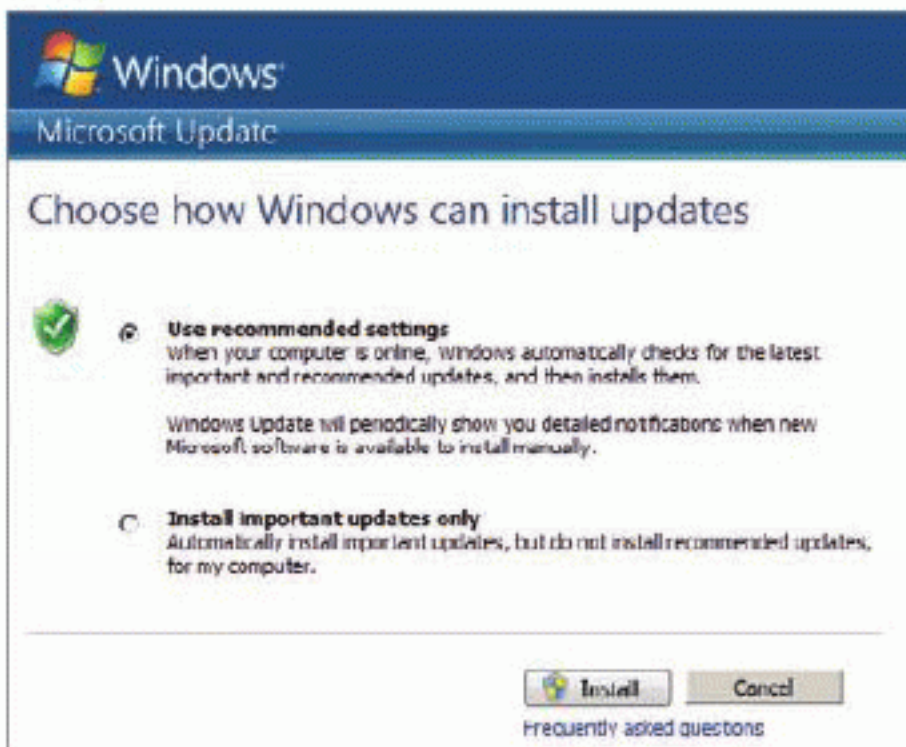 Windows
Microsoft Update
Choose how Windows can install updates
Use recommended settings
When your computer is online, Windows automatically checks for the latest
important and recommended updates, and then installs them.
Windows Update will periodically show you detailed notifications when new
Microsoft software is available to install manually.
Install important updates only
Automatically install important updates, but do not install recommended updates,
for my computer.
Install Cancel
Frequently asked questions